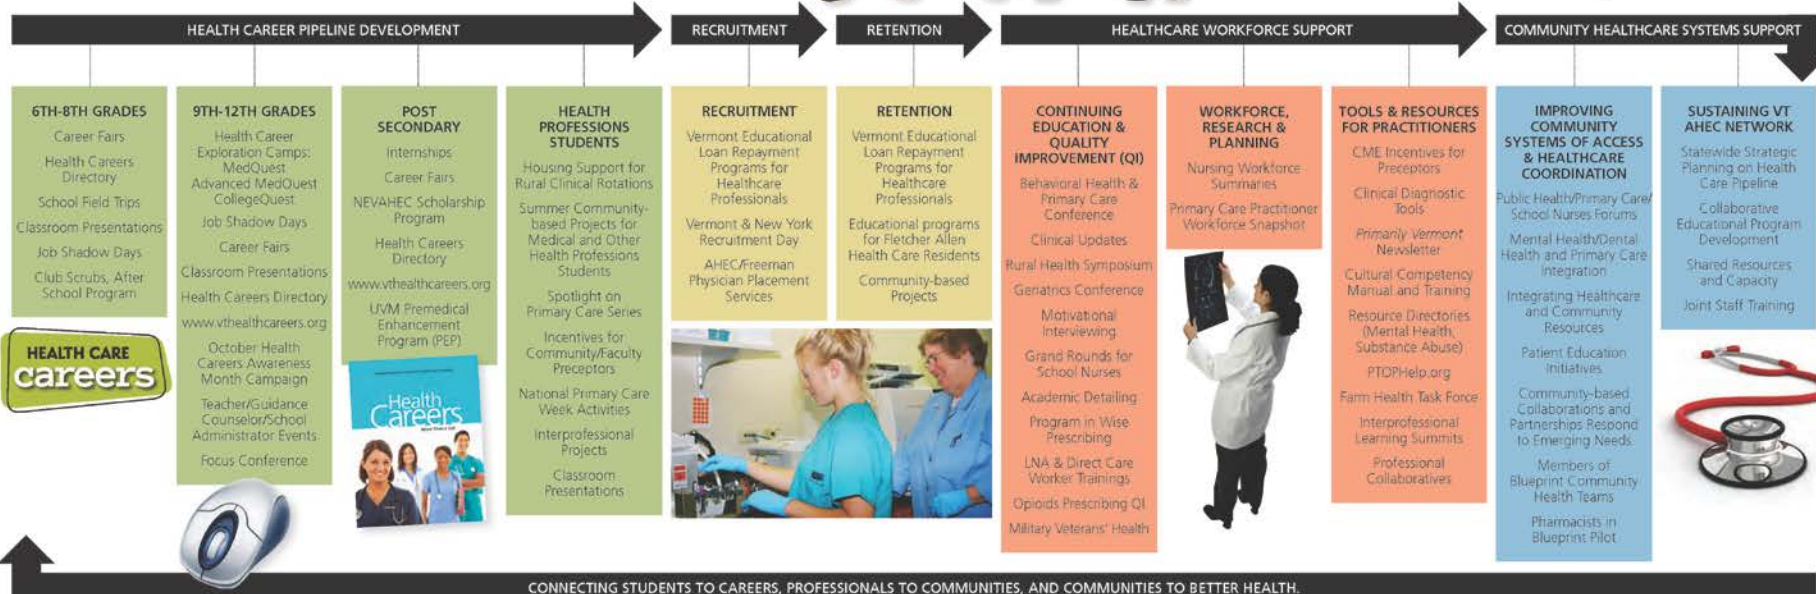 HEALTH CAREER PIPELINE DEVELOPMENT
RECRUITMENT
RETENTION
HEALTHCARE WORKFORCE SUPPORT
COMMUNITY HEALTHCARE SYSTEMS SUPPORT
6TH-8TH GRADES
Career Fairs
Health Careers
Directory
School Field Trips
Classroom Presentations
Job Shadow Days
Club Scrubs, After
School Program
HEALTH CARE
careers
9TH-12TH GRADES
Health Career
Exploration Camps:
MedQuest
Advanced MedQuest
CollegeQuest
Job Shadow Days
Career Fairs
Classroom Presentations
Health Careers Directory
www.vthealthcareers.org
October Health
Careers Awareness
Month Campaign
Teacher/Guidance
Counselor/School
Administrator Events
Focus Conference
POST
SECONDARY
Internships
Career Fairs
NEVAHEC Scholarship
Program
Health Careers
Directory
www.vthealthcareers.org
UVM Premedical
Enhancement
Program (PEP)
Health
Careers
HEALTH
PROFESSIONS
STUDENTS
Housing Support for
Rural Clinical Rotations
Summer Community-
based Projects for
Medical and Other
Health Professions
Students
Spotlight on
Primary Care Series
Incentives for
Community/Faculty
Preceptors
National Primary Care
Week Activities
Interprofessional
Projects
Classroom
Presentations
RECRUITMENT
Vermont Educational
Loan Repayment
Programs for
Healthcare
Professionals
Vermont & New York
Recruitment Day
AHEC/Freeman
Physician Placement
Services
RETENTION
Vermont Educational
Loan Repayment
Programs for
Healthcare
Professionals
Educational programs
for Fletcher Allen
Health Care Residents
Community-based
Projects
CONTINUING
EDUCATION &
QUALITY
IMPROVEMENT (QI)
Behavioral Health &
Primary Care
Conference
Clinical Updates
Rural Health Symposium
Geriatrics Conference
Motivational
Interviewing
Grand Rounds for
School Nurses
Academic Detailing
Program in Wise
Prescribing
LNA & Direct Care
Worker Trainings
Opioids Prescribing QI
Military Veterans' Health
WORKFORCE,
RESEARCH &
PLANNING
Nursing Workforce
Summaries
Primary Care Practitioner
Workforce Snapshot
TOOLS & RESOURCES
FOR PRACTITIONERS
CME Incentives for
Preceptors
Clinical Diagnostic
Tools
Primarily Vermont
Newsletter
Cultural Competency
Manual and Training
Resource Directories
(Mental Health,
Substance Abuse)
PTOPHelp.org
Farm Health Task Force
Interprofessional
Learning Summits
Professional
Collaboratives
IMPROVING
COMMUNITY
SYSTEMS OF ACCESS
& HEALTHCARE
COORDINATION
Public Health/Primary Care/
School Nurses Forums
Mental Health/Dental
Health and Primary Care
Integration
Integrating Healthcare
and Community
Resources
Patient Education
Initiatives
Community-based
Collaborations and
Partnerships Respond
to Emerging Needs
Members of
Blueprint Community
Health Teams
Pharmacists in
Blueprint Pilot
SUSTAINING VT
AHEC NETWORK
Statewide Strategic
Planning on Health
Care Pipeline
Collaborative
Educational Program
Development
Shared Resources
and Capacity
Joint Staff Training
CONNECTING STUDENTS TO CAREERS, PROFESSIONALS TO COMMUNITIES, AND COMMUNITIES TO BETTER HEALTH.